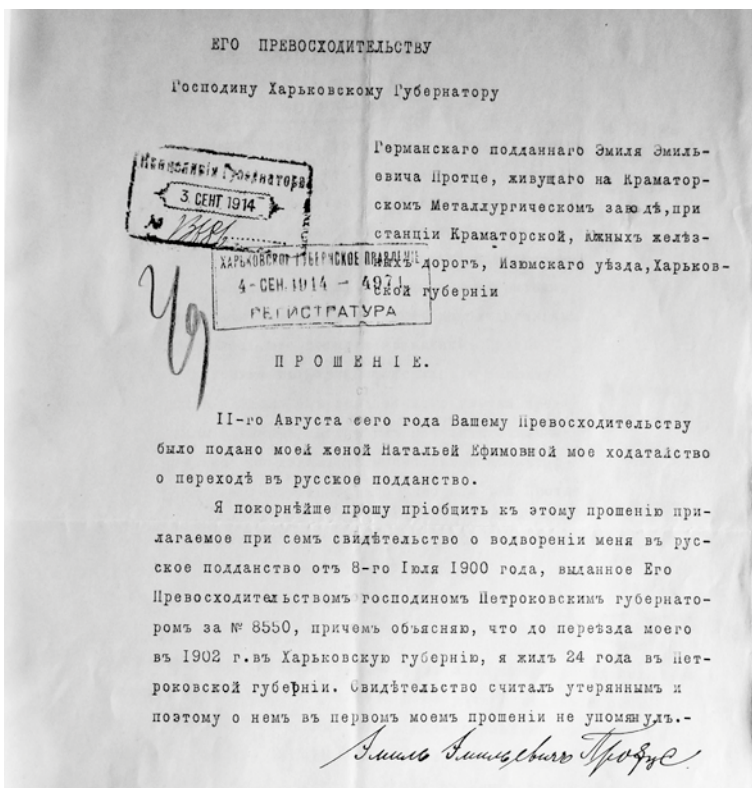 ЕГО ПРЕВОСХОДИТЕЛЬСТВУ
Господину Харьковскому Губернатору
Германскаго подданнаго Эмиля Эмиль-
евича Протце, живущаго на Краматор-
скомъ Металлургическомъ заводѣ, при
станціи Краматорской, Южныхъ желѣз-
ныхъ дорогъ, Изюмскаго уѣзда, Харьков-
ской губерніи
Канцелярія Губернатора
3. СЕНТ 1914
№
ХАРЬКОВСКОЕ ГУБЕРНСКОЕ ПРАВЛЕНІЕ
4 - СЕН. 1914 - 4971
РЕГИСТРАТУРА
ПРОШЕНІЕ.
II-го Августа сего года Вашему Превосходительству
было подано моей женой Натальей Ефимовной мое ходатайство
о переходѣ въ русское подданство.
Я покорнѣйше прошу пріобщить къ этому прошенію при-
лагаемое при семъ свидѣтельство о водвореніи меня въ рус-
ское подданство отъ 8-го Іюля 1900 года, выданное Его
Превосходительствомъ господиномъ Петроковскимъ губернато-
ромъ за № 8550, причемъ объясняю, что до переѣзда моего
въ 1902 г.въ Харьковскую губернію, я жилъ 24 года въ Пет-
роковской губерніи. Свидѣтельство считалъ утеряннымъ и
поэтому о немъ въ первомъ моемъ прошеніи не упомянулъ.-
Эмиль Эмильевичъ Протце.